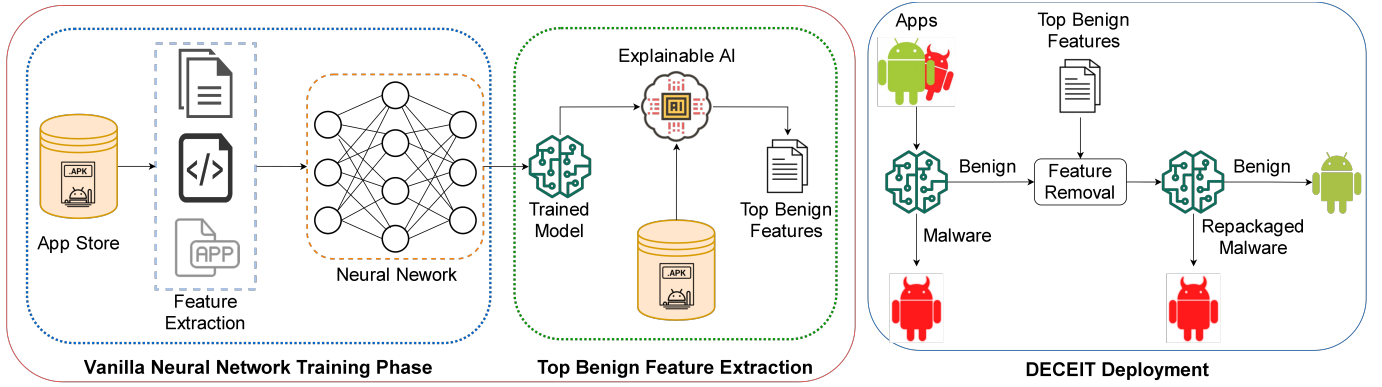 App Store
.APK
APP
Feature
Extraction
Neural Nework
Vanilla Neural Network Training Phase
Explainable AI
AI
Trained
Model
Top Benign
Features
.APK
Top Benign Feature Extraction
Apps
Top Benign
Features
Benign
Feature
Removal
Benign
Malware
Repackaged
Malware
DECEIT Deployment